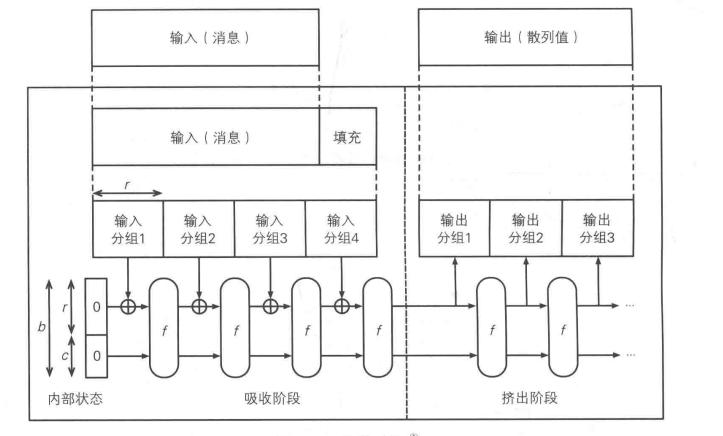 输入（消息）
输出（散列值）
输入（消息）
填充
r
输入
分组1
输入
分组2
输入
分组3
输入
分组4
输出
分组1
输出
分组2
输出
分组3
b
r
c
0
0
f
f
f
f
f
f
...
...
内部状态
吸收阶段
挤出阶段